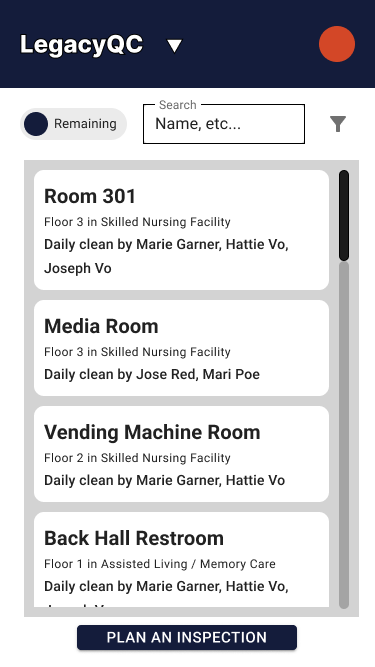 LegacyQC
Remaining
Search
Name, etc...
Room 301
Floor 3 in Skilled Nursing Facility
Daily clean by Marie Garner, Hattie Vo,
Joseph Vo
Media Room
Floor 3 in Skilled Nursing Facility
Daily clean by Jose Red, Mari Poe
Vending Machine Room
Floor 2 in Skilled Nursing Facility
Daily clean by Marie Garner, Hattie Vo
Back Hall Restroom
Floor 1 in Assisted Living / Memory Care
Daily clean by Marie Garner, Hattie Vo,
PLAN AN INSPECTION